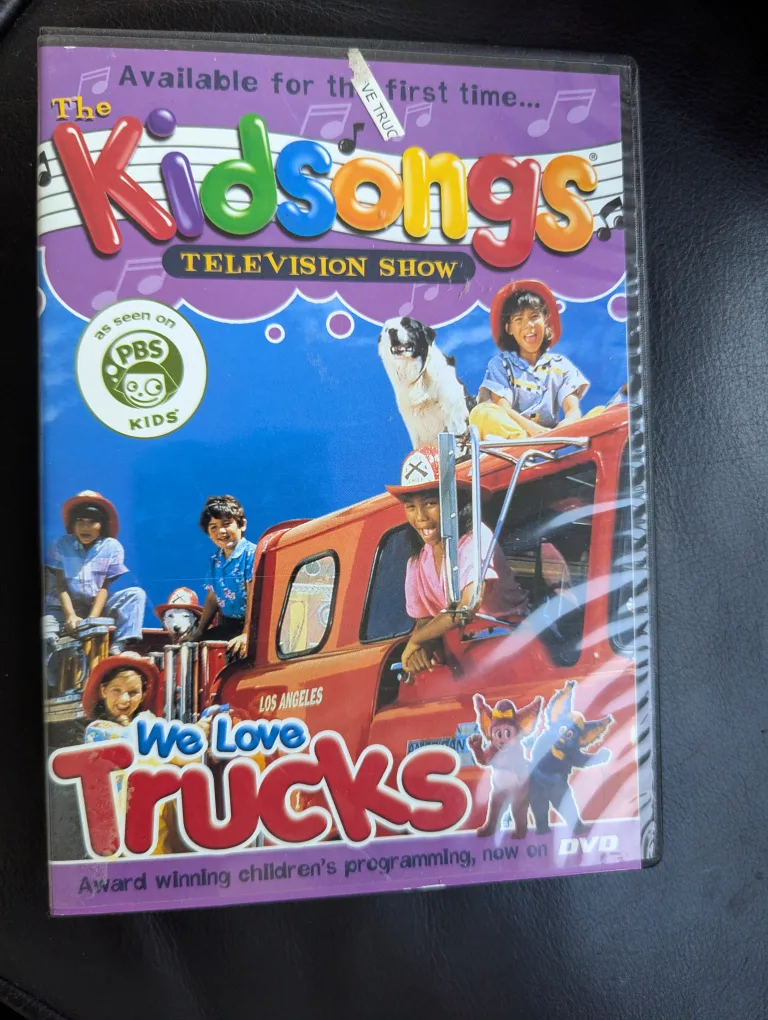 Available for th first time...
VE TRUC
The
Kidsongs®
TELEVISION SHOW
as seen on
PBS
KIDS
LOS ANGELES
We Love
Trucks
AMERICAN
Award winning children's programming, now on DVD